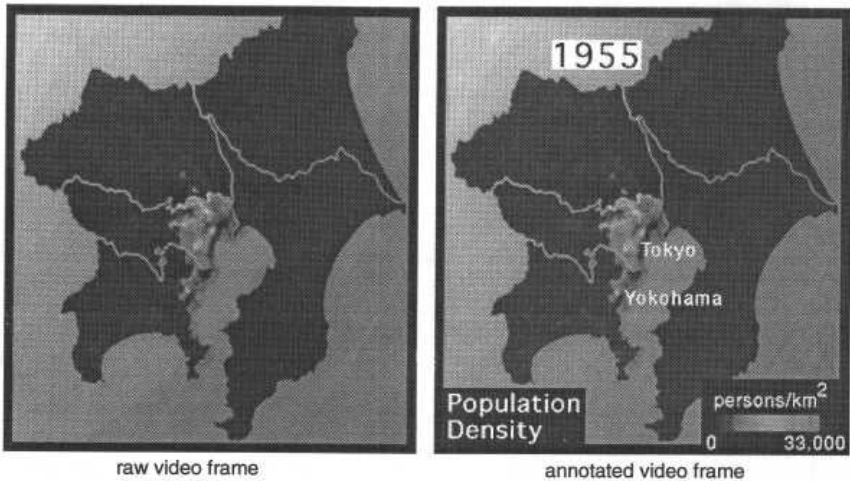 1955
Tokyo
Yokohama
Population
Density
persons/km²
0 33,000
raw video frame
annotated video frame